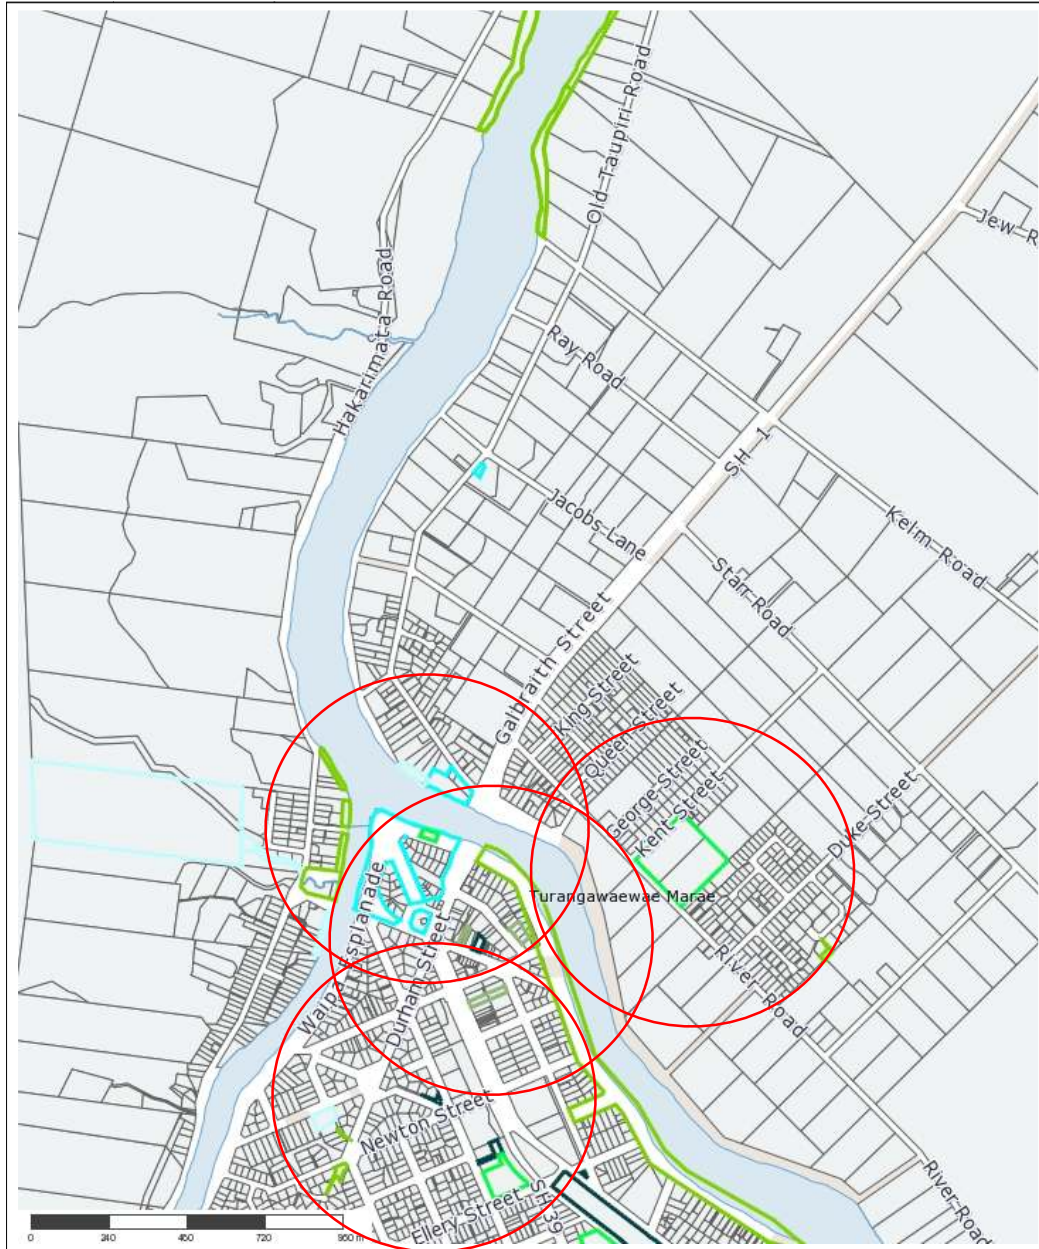 Old Taupiri Road
Jew R
Hakarimata Road
Ray Road
SH 1
Jacobs Lane
Kelm Road
Starr Road
Galbraith Street
King Street
Queen Street
George Street
Kent Street
Duke Street
Turangawaewae Marae
Waipa Esplanade
Durham Street
River Road
Newton Street
River Road
SH 39
Ellery Street
0 240 480 720 960 m